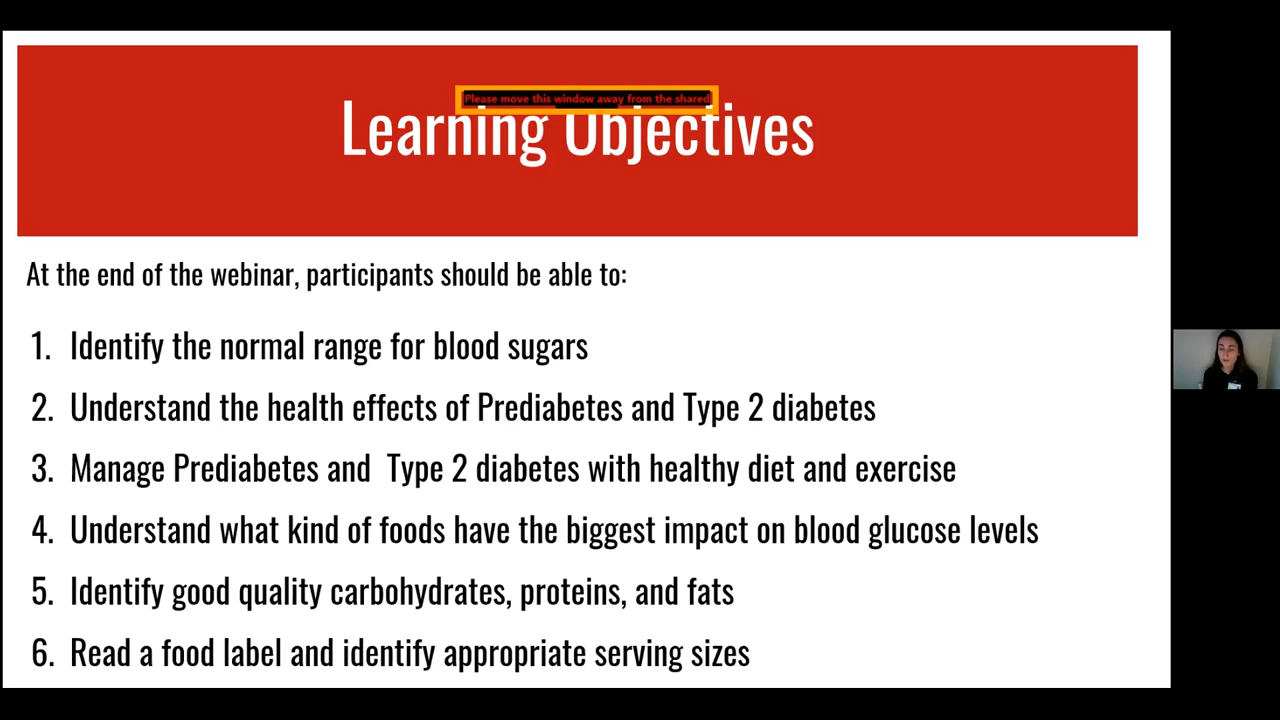 Please move this window away from the shared
Learning Objectives
At the end of the webinar, participants should be able to:
1. Identify the normal range for blood sugars
2. Understand the health effects of Prediabetes and Type 2 diabetes
3. Manage Prediabetes and Type 2 diabetes with healthy diet and exercise
4. Understand what kind of foods have the biggest impact on blood glucose levels
5. Identify good quality carbohydrates, proteins, and fats
6. Read a food label and identify appropriate serving sizes